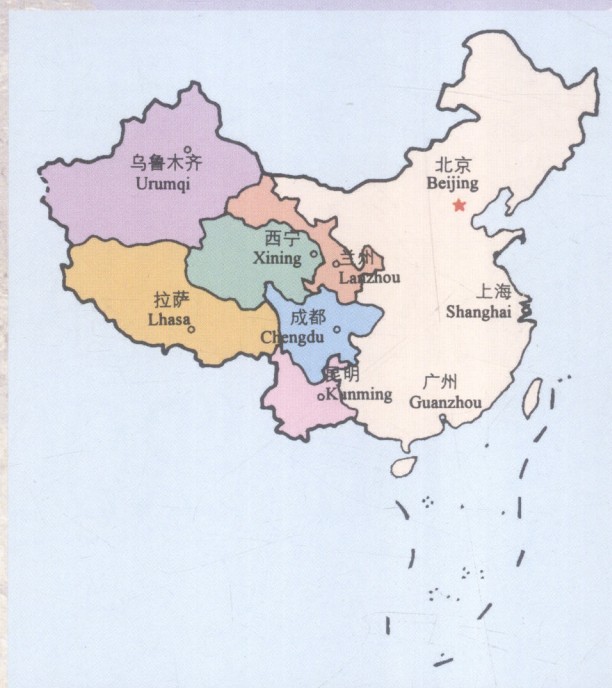 乌鲁木齐
Urumqi
北京
Beijing
西宁
Xining
兰州
Lanzhou
拉萨
Lhasa
成都
Chengdu
上海
Shanghai
昆明
Kunming
广州
Guanzhou